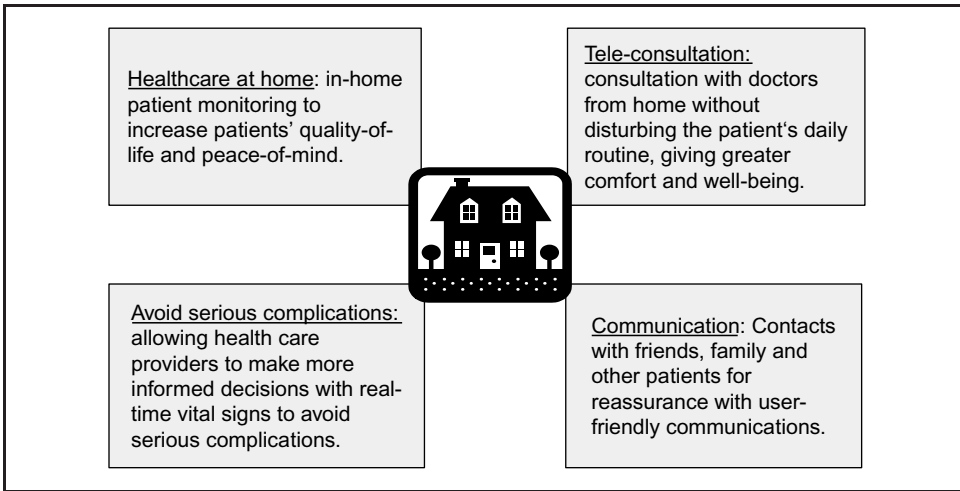 Healthcare at home: in-home
patient monitoring to
increase patients’ quality-of-
life and peace-of-mind.
Tele-consultation:
consultation with doctors
from home without
disturbing the patient‘s daily
routine, giving greater
comfort and well-being.
Avoid serious complications:
allowing health care
providers to make more
informed decisions with real-
time vital signs to avoid
serious complications.
Communication: Contacts
with friends, family and
other patients for
reassurance with user-
friendly communications.